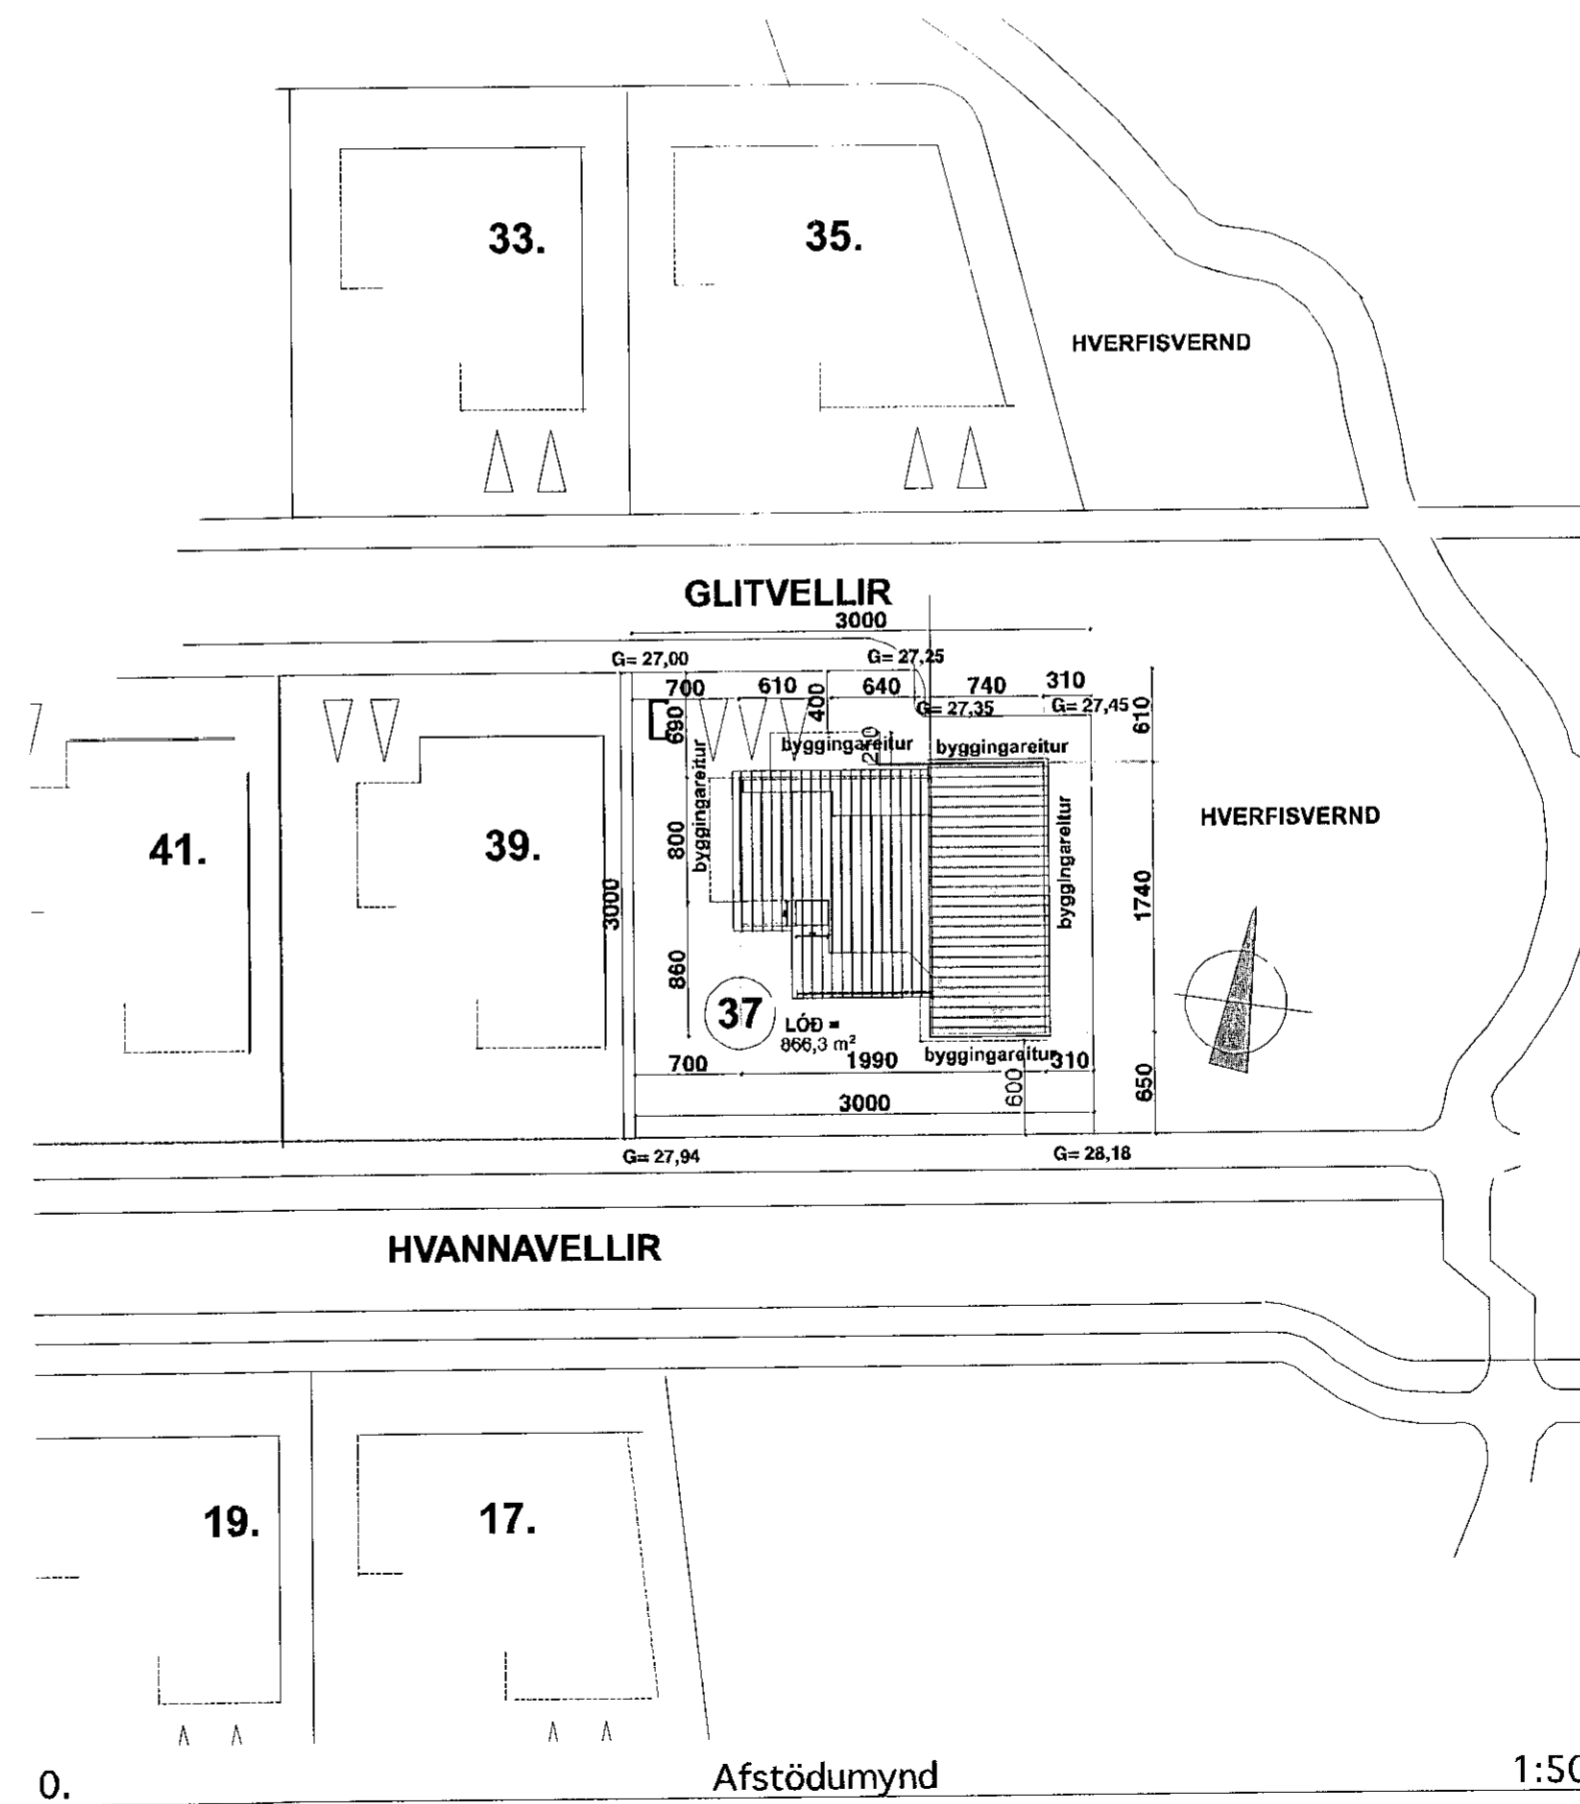 33.
35.
HVERFISVERND
GLITVELLIR
3000
G= 27,00
G= 27,25
700
610
400
640
740
310
G= 27,35
G= 27,45
610
690
byggingareitur
byggingareitur
byggingareitur
800
byggingareitur
HVERFISVERND
41.
39.
3000
1740
860
37
LÓÐ =
866,3 m²
700
1990
byggingareitur
310
600
650
3000
G= 27,94
G= 28,18
HVANNAVELLIR
19.
17.
0.
Afstödumynd
1:50